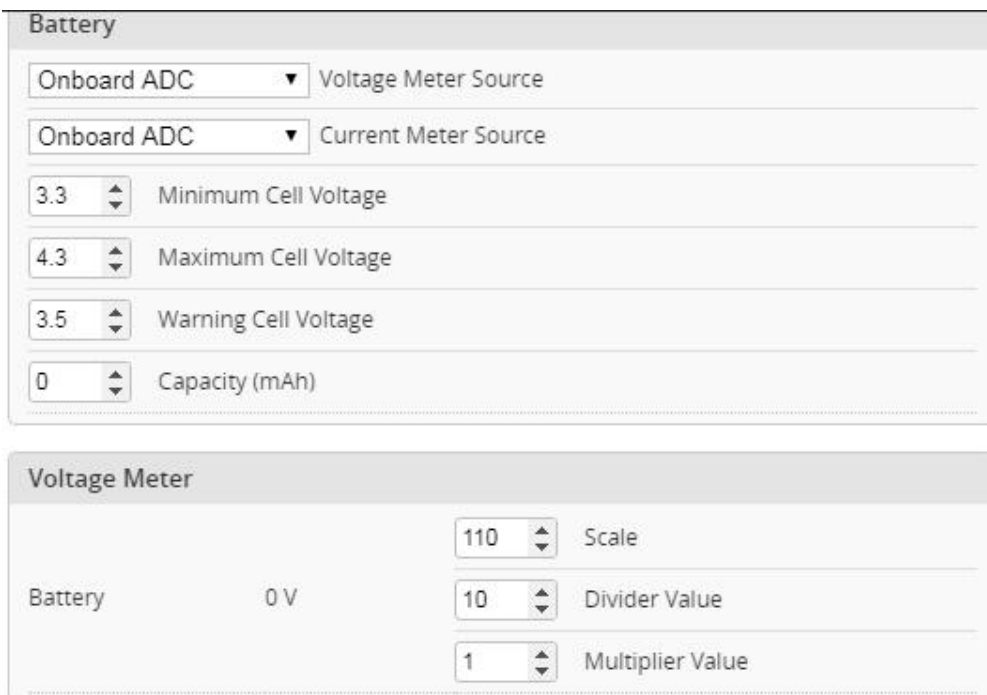 Battery
Onboard ADC Voltage Meter Source
Onboard ADC Current Meter Source
3.3 Minimum Cell Voltage
4.3 Maximum Cell Voltage
3.5 Warning Cell Voltage
0 Capacity (mAh)
Voltage Meter
110 Scale
Battery 0 V 10 Divider Value
1 Multiplier Value